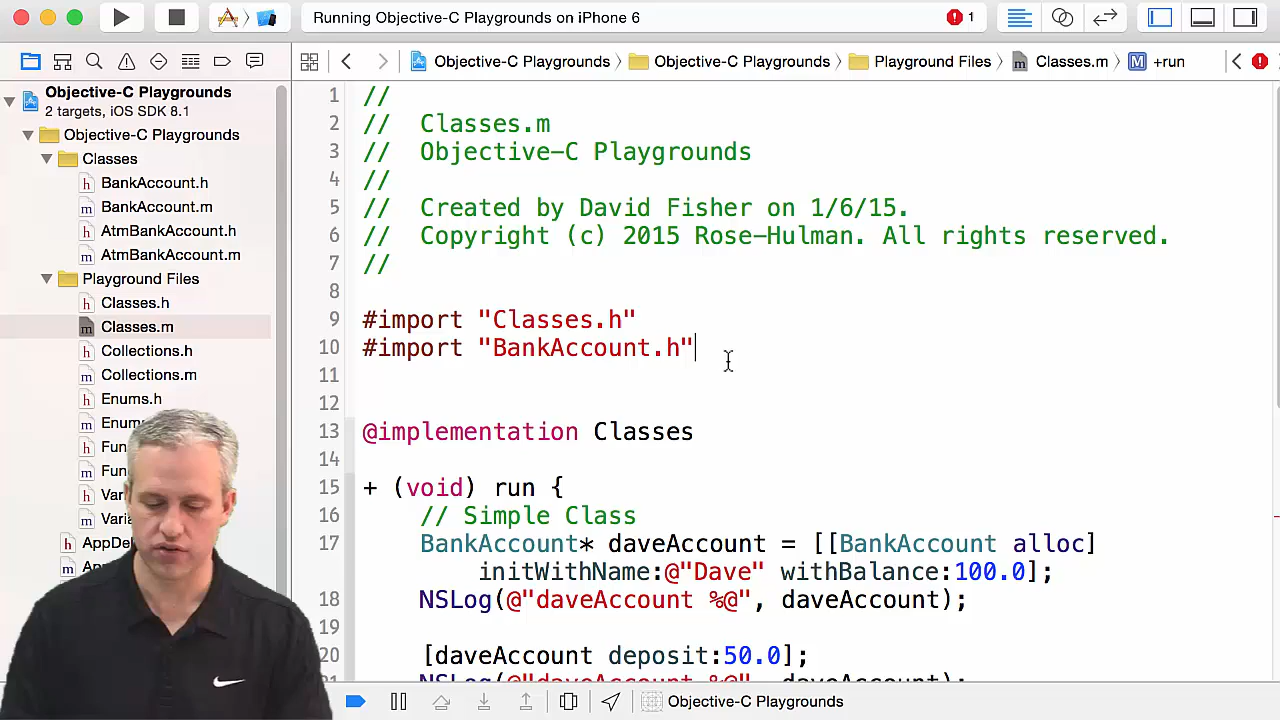 Running Objective-C Playgrounds on iPhone 6
1
Objective-C Playgrounds
Objective-C Playgrounds
Playground Files
Classes.m
M
+run
Objective-C Playgrounds
2 targets, iOS SDK 8.1
Objective-C Playgrounds
Classes
h BankAccount.h
m BankAccount.m
h AtmBankAccount.h
m AtmBankAccount.m
Playground Files
h Classes.h
m Classes.m
h Collections.h
m Collections.m
h Enums.h
m
h
m
h
m
h
m
1 //
2 // Classes.m
3 // Objective-C Playgrounds
4 //
5 // Created by David Fisher on 1/6/15.
6 // Copyright (c) 2015 Rose-Hulman. All rights reserved.
7 //
8
9 #import "Classes.h"
10 #import "BankAccount.h"
11
12
13 @implementation Classes
14
15 + (void) run {
16 // Simple Class
17 BankAccount* daveAccount = [[BankAccount alloc]
initWithName:@"Dave" withBalance:100.0];
18 NSLog(@"daveAccount %@", daveAccount);
19
20 [daveAccount deposit:50.0];
21 NSLog(@"daveAccount %@", daveAccount);
Objective-C Playgrounds